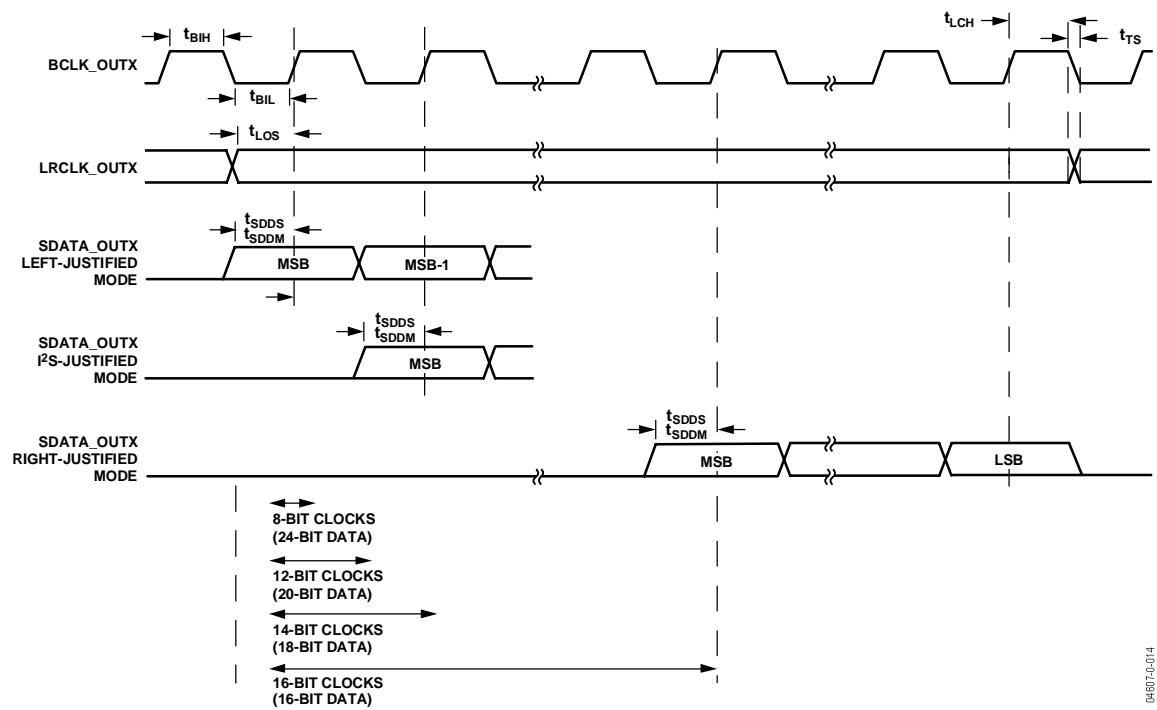 tBIH
tLCH
tTS
BCLK_OUTX
tBIL
tLOS
LRCLK_OUTX
tSDDS
tSDDM
SDATA_OUTX
LEFT-JUSTIFIED
MODE
MSB
MSB-1
tSDDS
tSDDM
SDATA_OUTX
I²S-JUSTIFIED
MODE
MSB
tSDDS
tSDDM
SDATA_OUTX
RIGHT-JUSTIFIED
MODE
MSB
LSB
8-BIT CLOCKS
(24-BIT DATA)
12-BIT CLOCKS
(20-BIT DATA)
14-BIT CLOCKS
(18-BIT DATA)
16-BIT CLOCKS
(16-BIT DATA)
04607-0-014